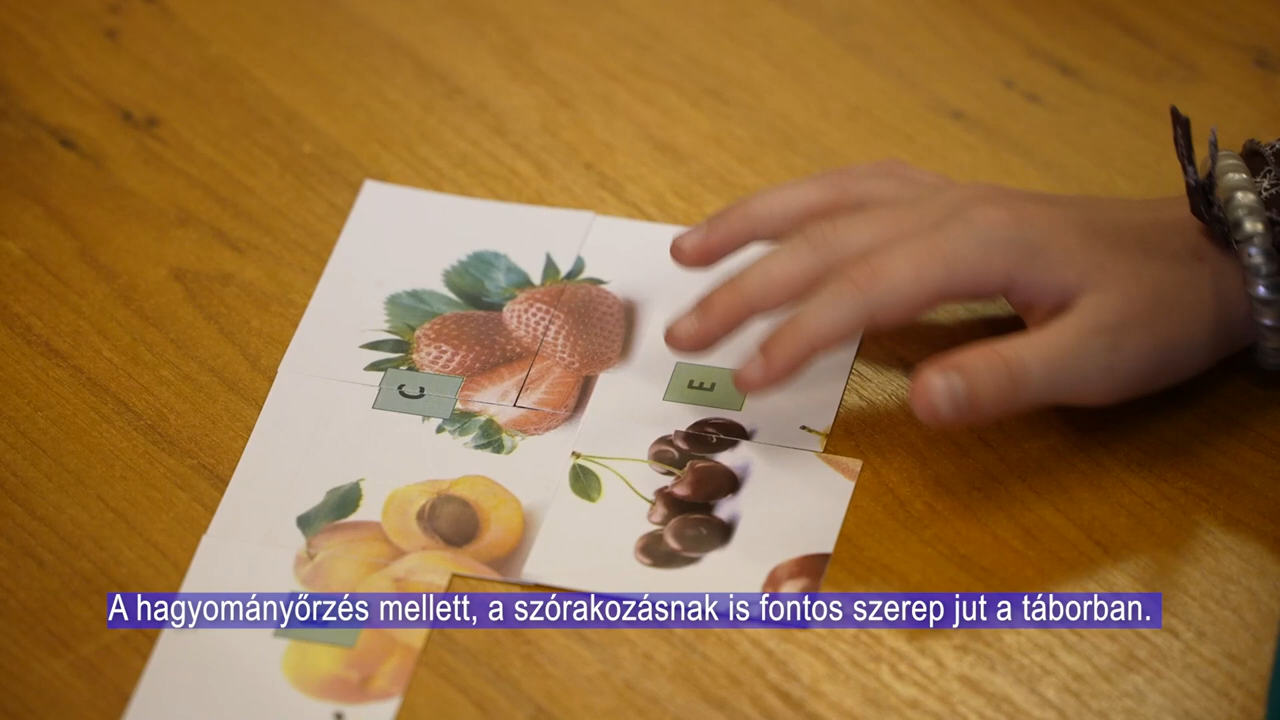 C
E
A hagyományőrzés mellett, a szórakozásnak is fontos szerep jut a táborban.